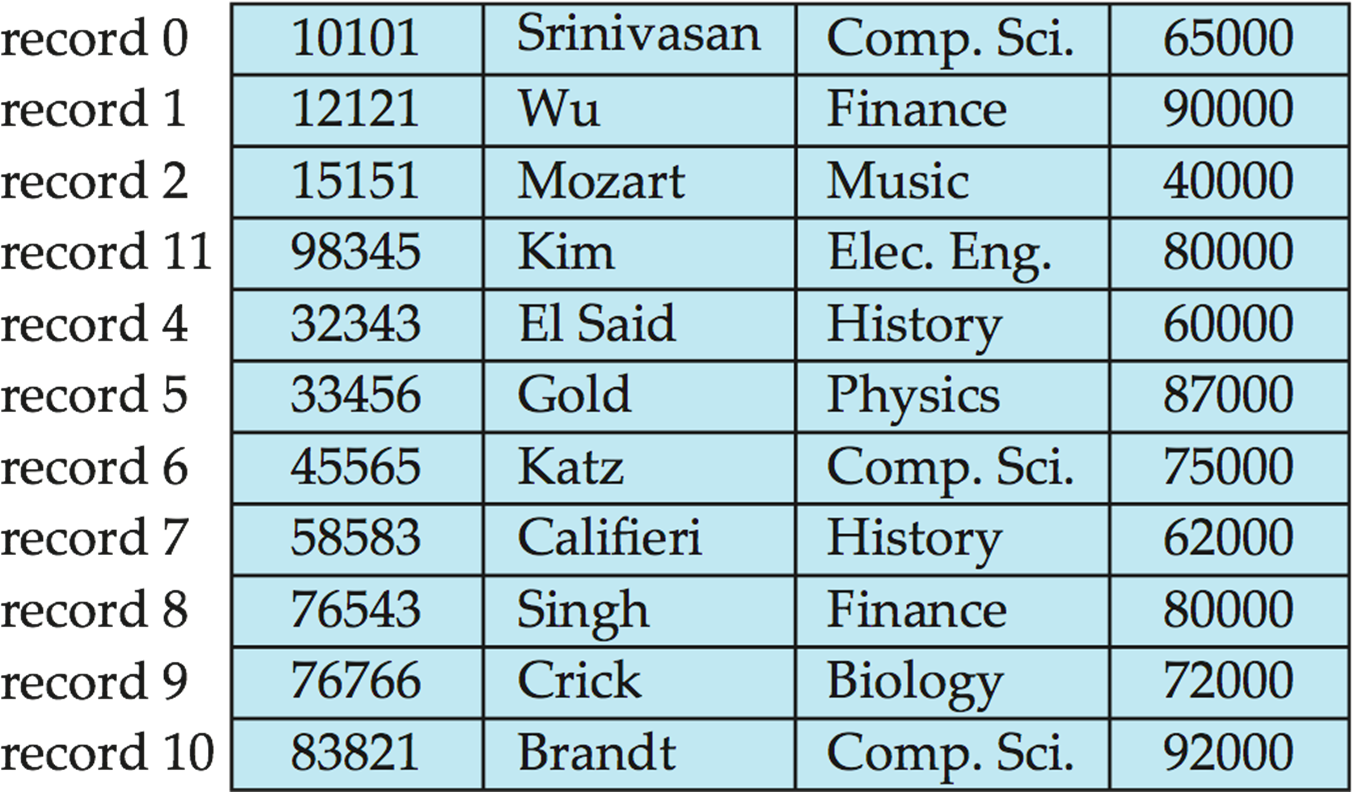 record 0 10101 Srinivasan Comp. Sci. 65000
record 1 12121 Wu Finance 90000
record 2 15151 Mozart Music 40000
record 11 98345 Kim Elec. Eng. 80000
record 4 32343 El Said History 60000
record 5 33456 Gold Physics 87000
record 6 45565 Katz Comp. Sci. 75000
record 7 58583 Califieri History 62000
record 8 76543 Singh Finance 80000
record 9 76766 Crick Biology 72000
record 10 83821 Brandt Comp. Sci. 92000